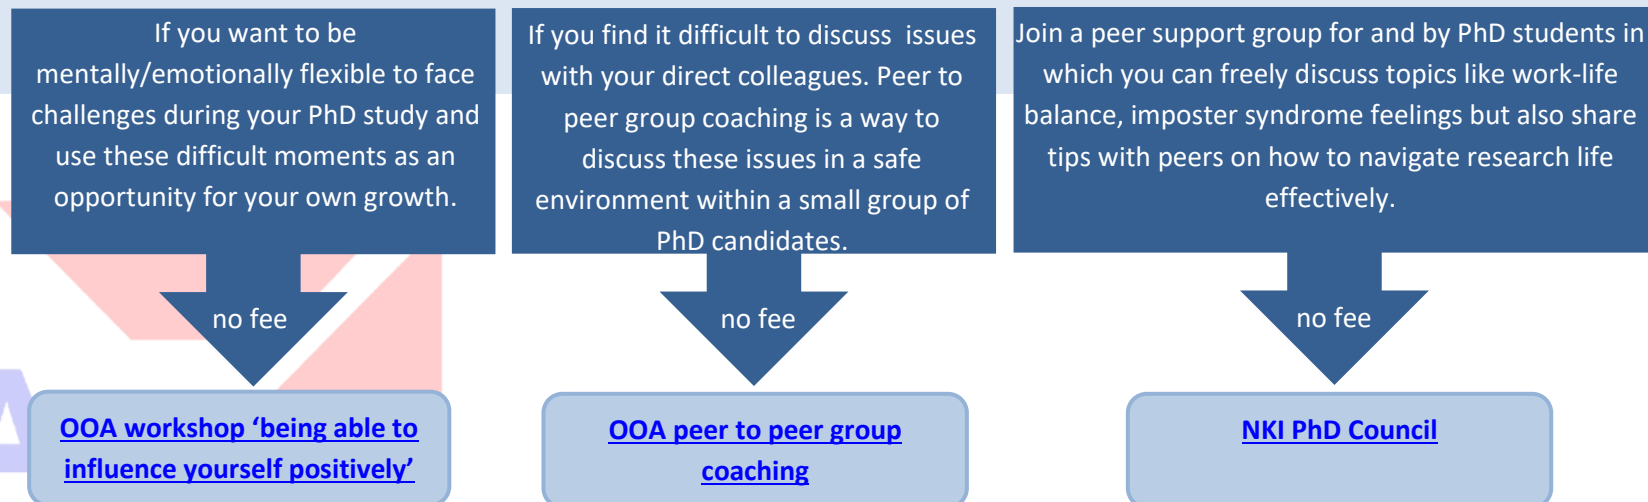 If you want to be
mentally/emotionally flexible to face
challenges during your PhD study and
use these difficult moments as an
opportunity for your own growth.
no fee
OOA workshop ‘being able to
influence yourself positively’
If you find it difficult to discuss  issues
with your direct colleagues. Peer to
peer group coaching is a way to
discuss these issues in a safe
environment within a small group of
PhD candidates.
no fee
OOA peer to peer group
coaching
Join a peer support group for and by PhD students in
which you can freely discuss topics like work-life
balance, imposter syndrome feelings but also share
tips with peers on how to navigate research life
effectively.
no fee
NKI PhD Council